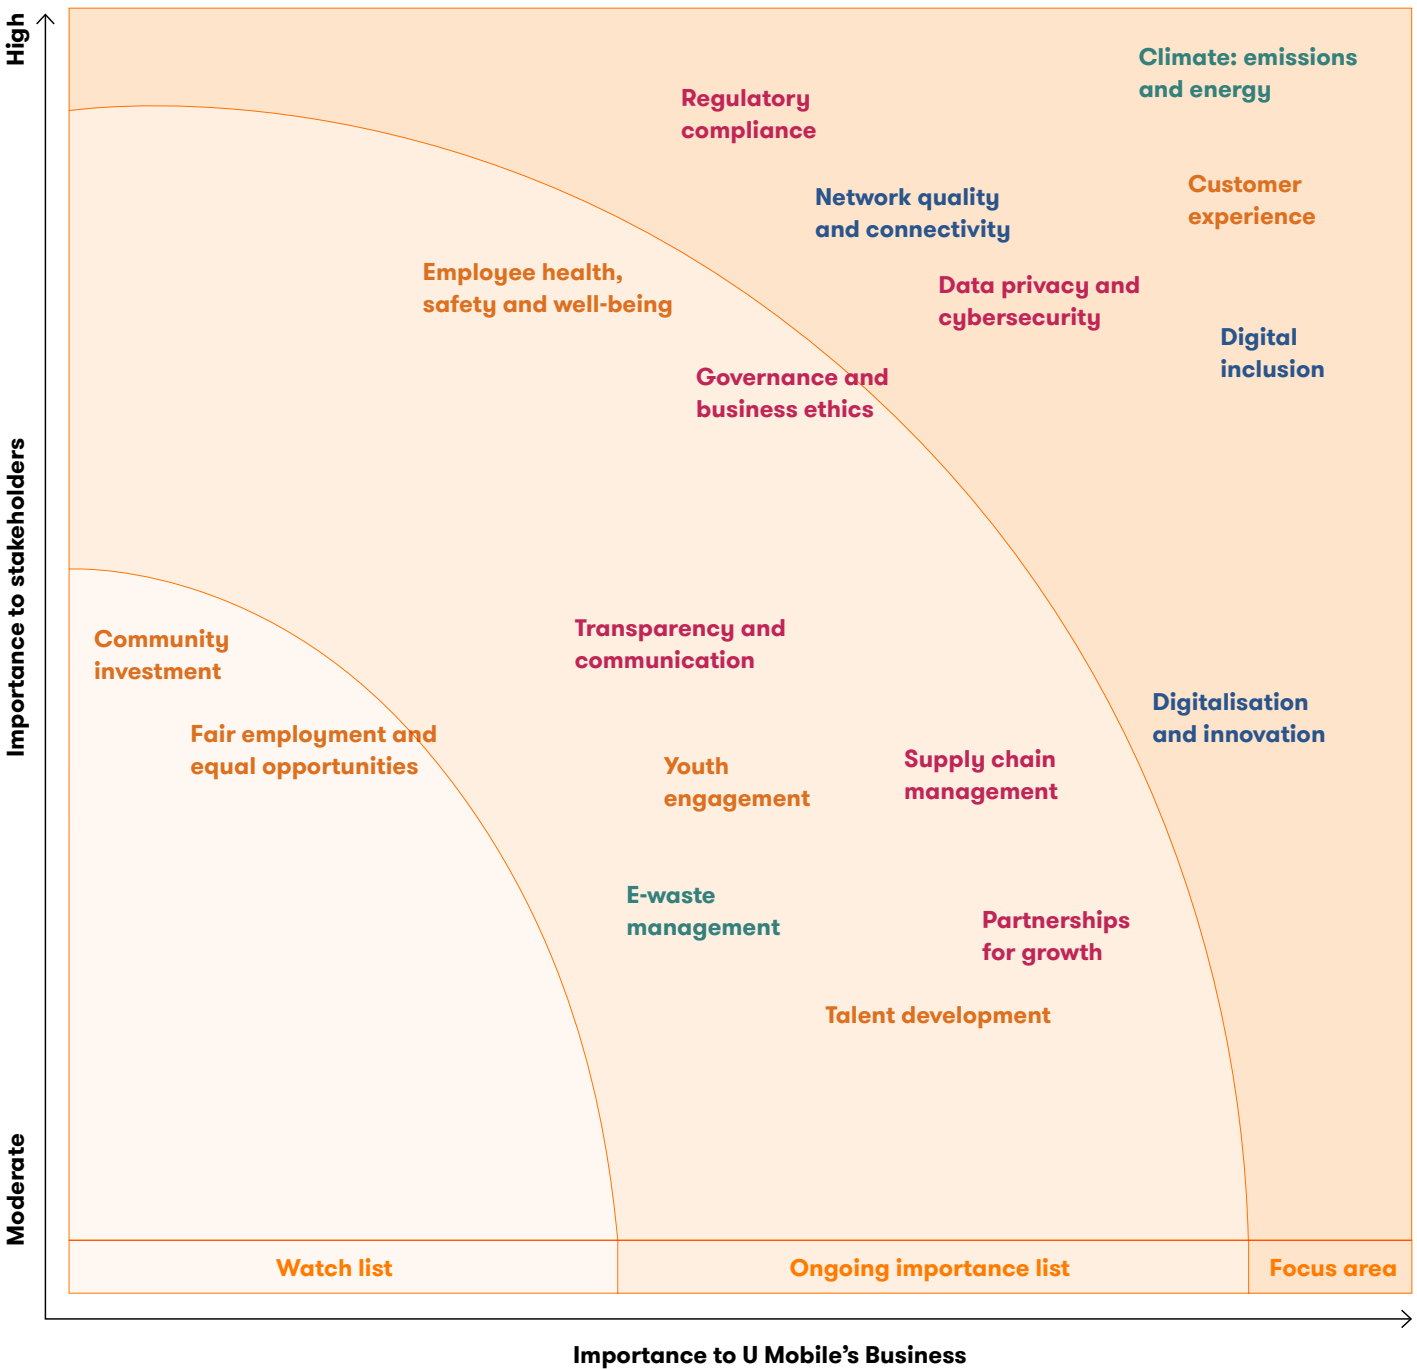 High
Climate: emissions
and energy
Regulatory
compliance
Customer
experience
Network quality
and connectivity
Employee health,
safety and well-being
Data privacy and
cybersecurity
Digital
inclusion
Governance and
business ethics
Importance to stakeholders
Transparency and
communication
Community
investment
Digitalisation
and innovation
Fair employment and
equal opportunities
Supply chain
management
Youth
engagement
E-waste
management
Partnerships
for growth
Talent development
Moderate
Watch list
Ongoing importance list
Focus area
Importance to U Mobile’s Business